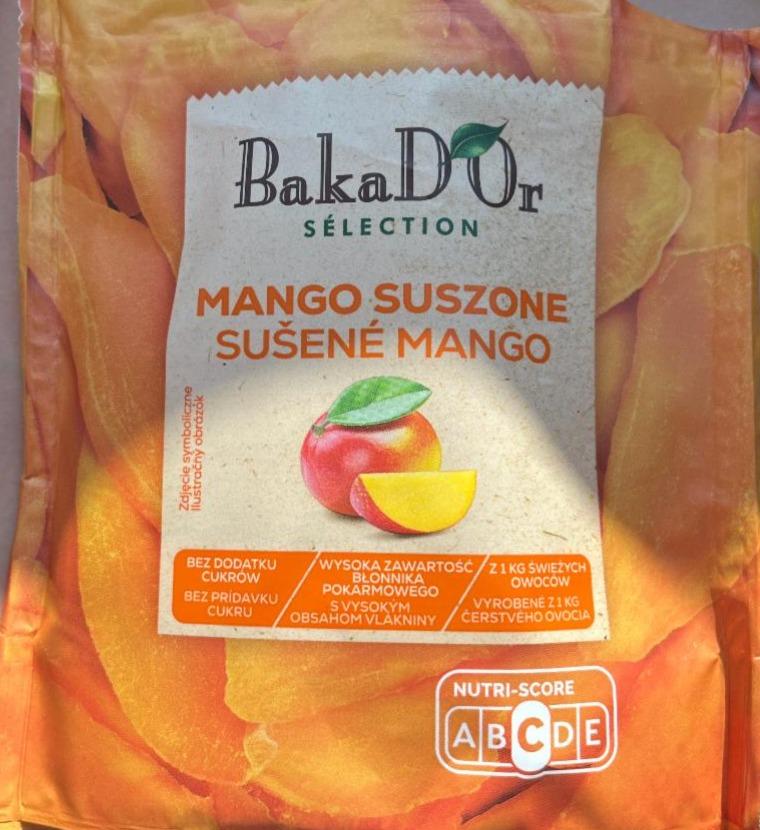 BakaD'Or
SÉLECTION
MANGO SUSZONE
SUŠENÉ MANGO
Zdjęcie symboliczne
Ilustračný obrázok
BEZ DODATKU
CUKRÓW
BEZ PRÍDAVKU
CUKRU
WYSOKA ZAWARTOŚĆ
BŁONNIKA
POKARMOWEGO
S VYSOKÝM
OBSAHOM VLÁKNINY
Z 1 KG ŚWIEŻYCH
OWOCÓW
VYROBENÉ Z 1 KG
ČERSTVÉHO OVOCIA
NUTRI-SCORE
A B C D E